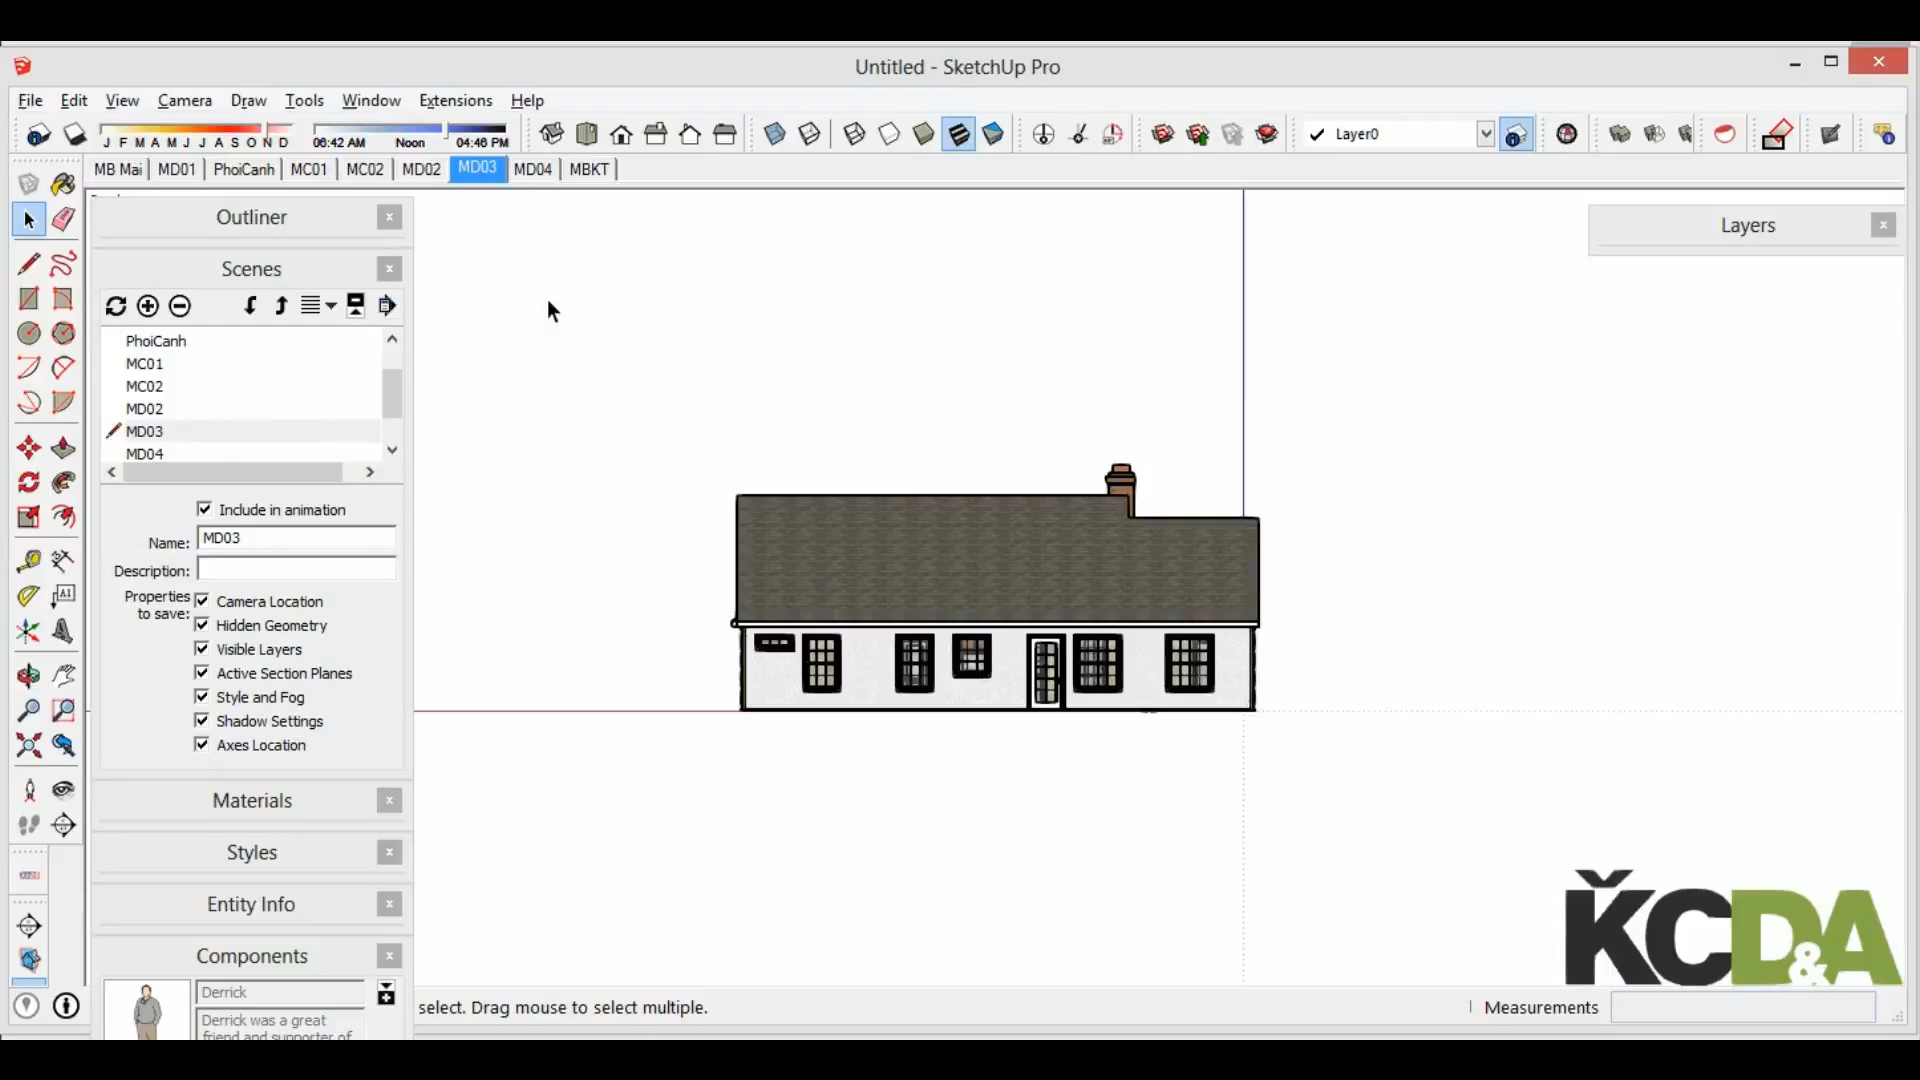 Untitled - SketchUp Pro
File Edit View Camera Draw Tools Window Extensions Help
J F M A M J J A S O N D 06:42 AM Noon 04:46 PM Layer0
MB Mai MD01 PhoiCanh MC01 MC02 MD02 MD03 MD04 MBKT
Outliner
Scenes
PhoiCanh
MC01
MC02
MD02
MD03
MD04
Include in animation
Name: MD03
Description:
Properties to save:
Camera Location
Hidden Geometry
Visible Layers
Active Section Planes
Style and Fog
Shadow Settings
Axes Location
Materials
Styles
Entity Info
Components
Derrick
Derrick was a great
friend and supporter of
Layers
KCD&A
select. Drag mouse to select multiple.
Measurements